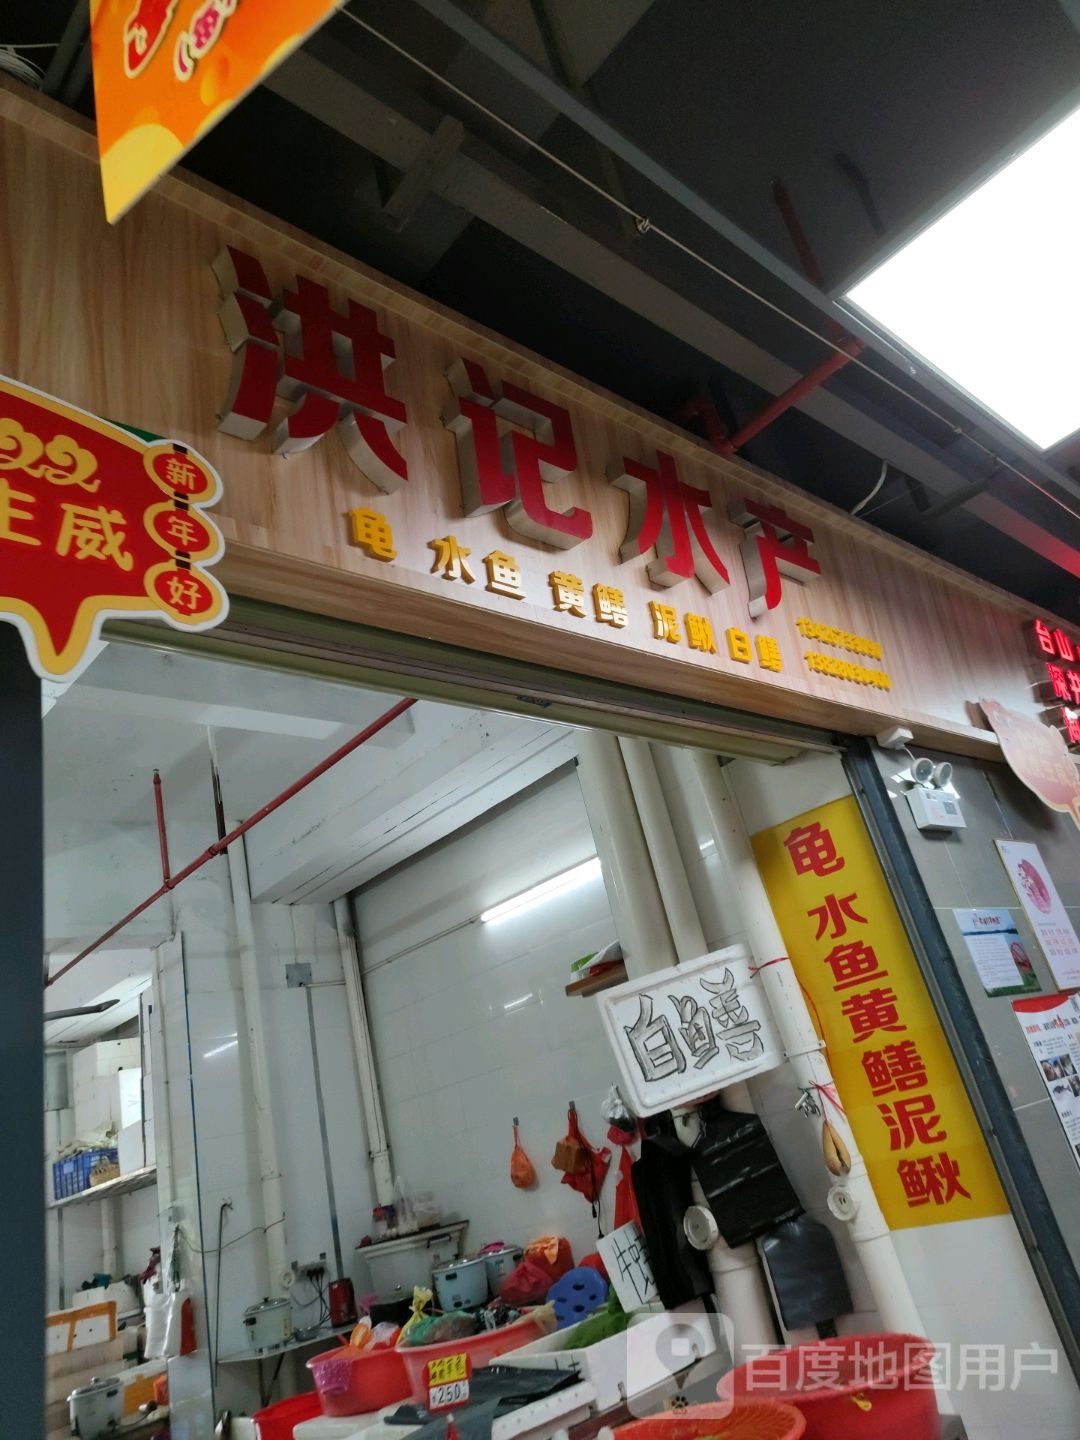 洪记水产
龟 水鱼 黄鳝 泥鳅 白鳝
生威
新年好
台山
龟 水鱼黄鳝泥鳅
白鳝
250
百度地图用户